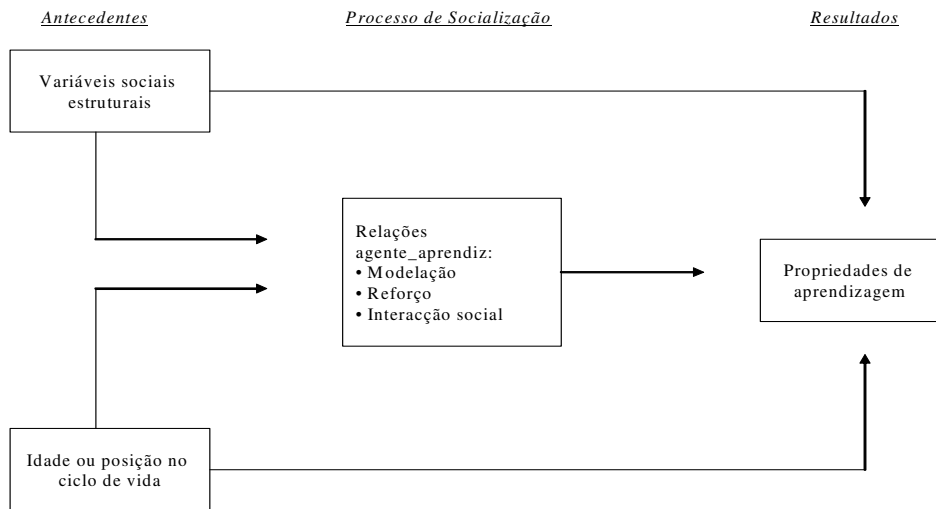 Antecedentes
Processo de Socialização
Resultados
Variáveis sociais
estruturais
Relações
agente_aprendiz:
• Modelação
• Reforço
• Interacção social
Propriedades de
aprendizagem
Idade ou posição no
ciclo de vida